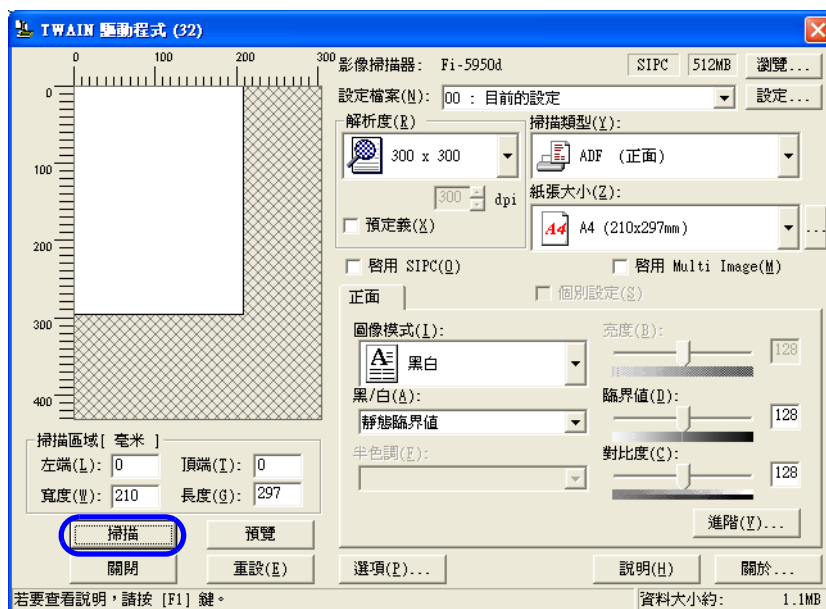 TWAIN 驅動程式 (32)
0 100 200 300
0
100
200
300
400
影像掃描器: Fi-5950d SIPC 512MB 瀏覽...
設定檔案(N): 00 : 目前的設定 設定...
解析度(R)
300 x 300
300 dpi
預定義(X)
掃描類型(Y):
ADF (正面)
紙張大小(Z):
A4 A4 (210x297mm) ...
啓用 SIPC(Q) 啓用 Multi Image(M)
正面 個別設定(S)
圖像模式(I):
A 黑白
黑/白(A):
靜態臨界值
半色調(F):
亮度(B):
128
臨界值(D):
128
對比度(C):
128
進階(V)...
掃描區域[ 毫米 ]
左端(L): 0 頂端(T): 0
寬度(W): 210 長度(G): 297
掃描 預覽
關閉 重設(E) 選項(P)... 說明(H) 關於...
若要查看說明，請按 [F1] 鍵。 資料大小約: 1.1MB